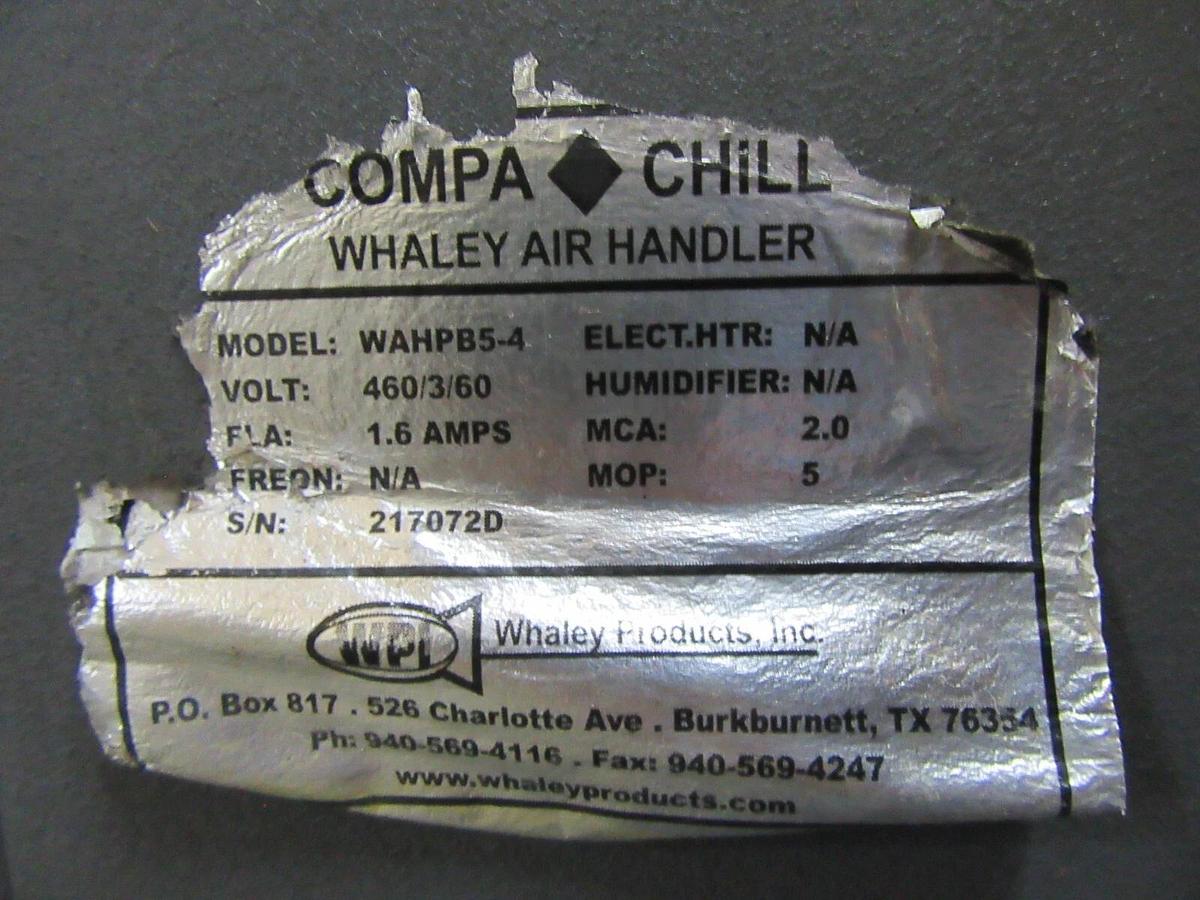 COMPA ◆ CHiLL
WHALEY AIR HANDLER
MODEL: WAHPB5-4 ELECT.HTR: N/A
VOLT: 460/3/60 HUMIDIFIER: N/A
FLA: 1.6 AMPS MCA: 2.0
FREON: N/A MOP: 5
S/N: 217072D
WPI Whaley Products, Inc.
P.O. Box 817 . 526 Charlotte Ave . Burkburnett, TX 76354
Ph: 940-569-4116 . Fax: 940-569-4247
www.whaleyproducts.com